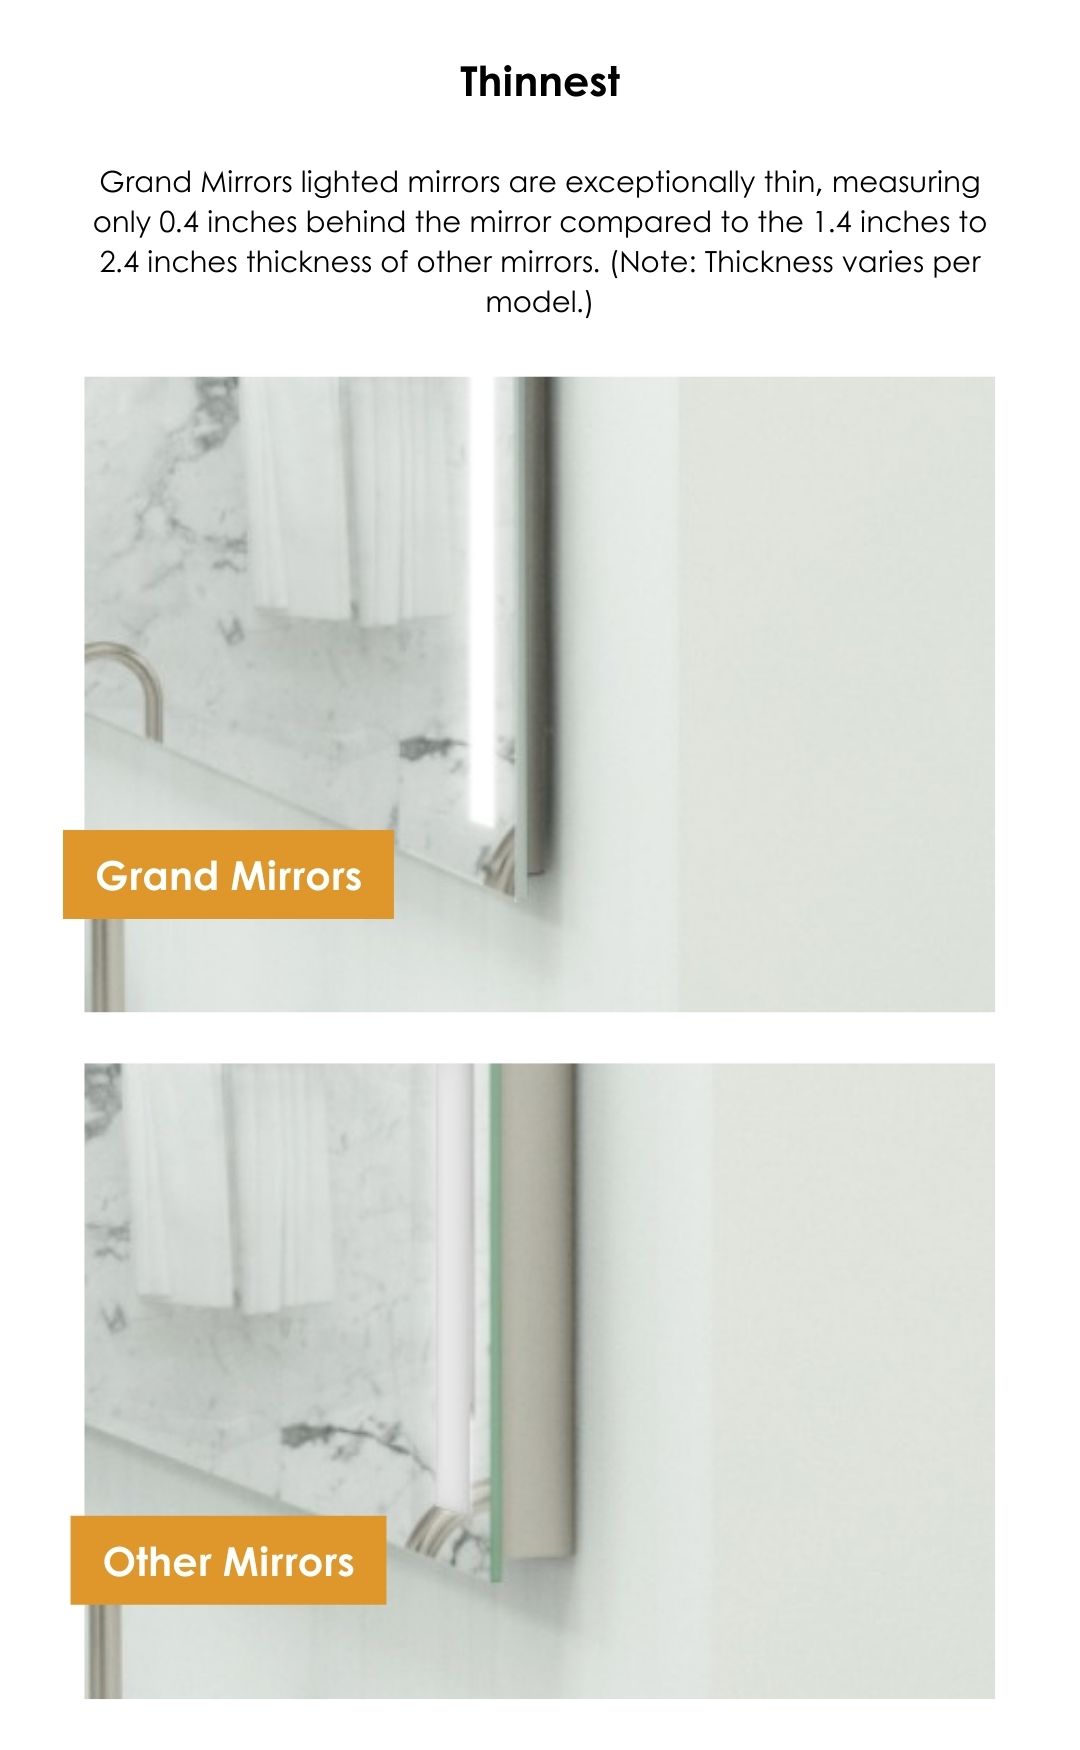 Thinnest
Grand Mirrors lighted mirrors are exceptionally thin, measuring
only 0.4 inches behind the mirror compared to the 1.4 inches to
2.4 inches thickness of other mirrors. (Note: Thickness varies per
model.)
Grand Mirrors
Other Mirrors